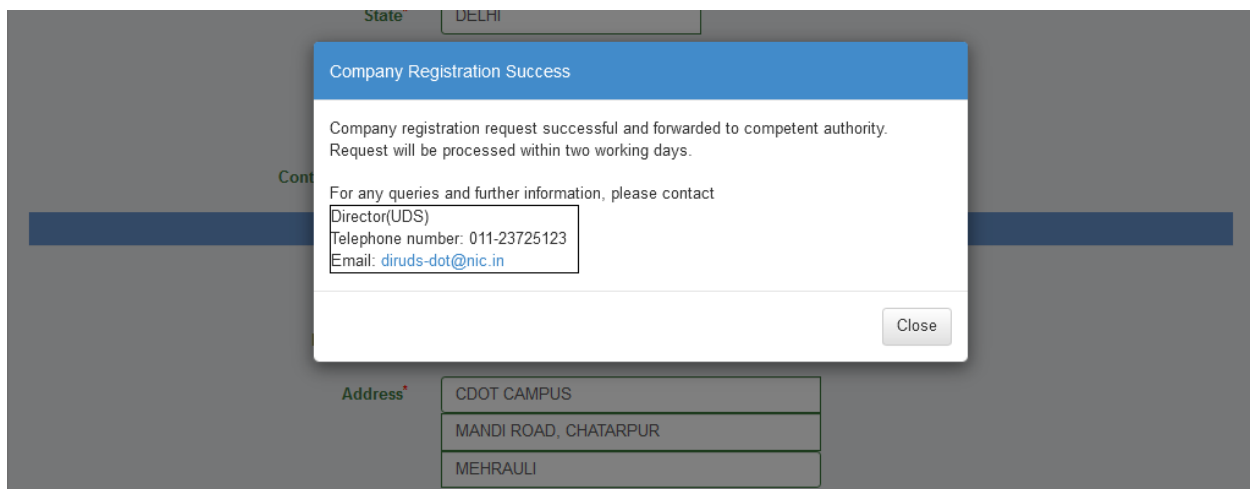 State*
DELHI
Company Registration Success
Company registration request successful and forwarded to competent authority.
Request will be processed within two working days.
Cont
For any queries and further information, please contact
Director(UDS)
Telephone number: 011-23725123
Email: diruds-dot@nic.in
Close
Address*
CDOT CAMPUS
MANDI ROAD, CHATARPUR
MEHRAULI